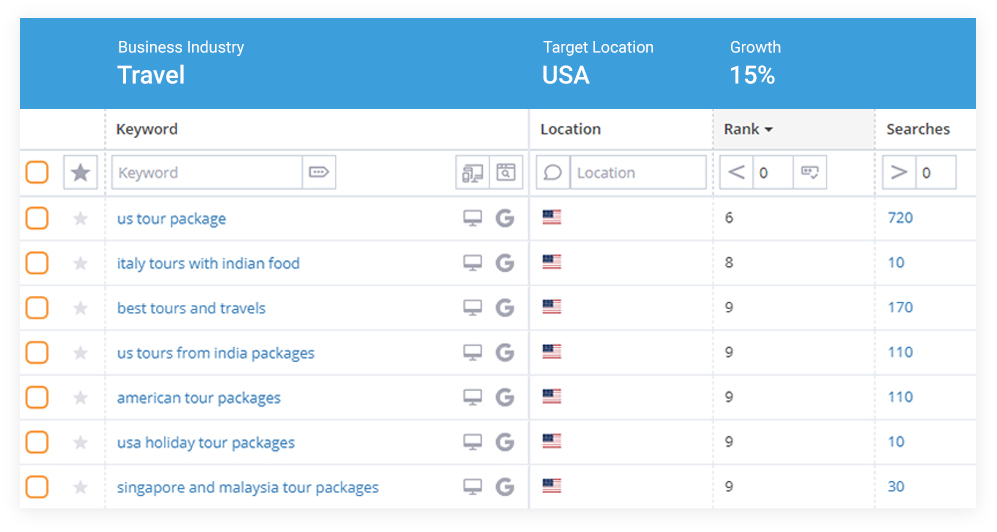 Business Industry Target Location Growth
Travel USA 15%
Keyword Location Rank Searches
Keyword Location < 0 > 0
us tour package G 6 720
italy tours with indian food G 8 10
best tours and travels G 9 170
us tours from india packages G 9 110
american tour packages G 9 110
usa holiday tour packages G 9 10
singapore and malaysia tour packages G 9 30